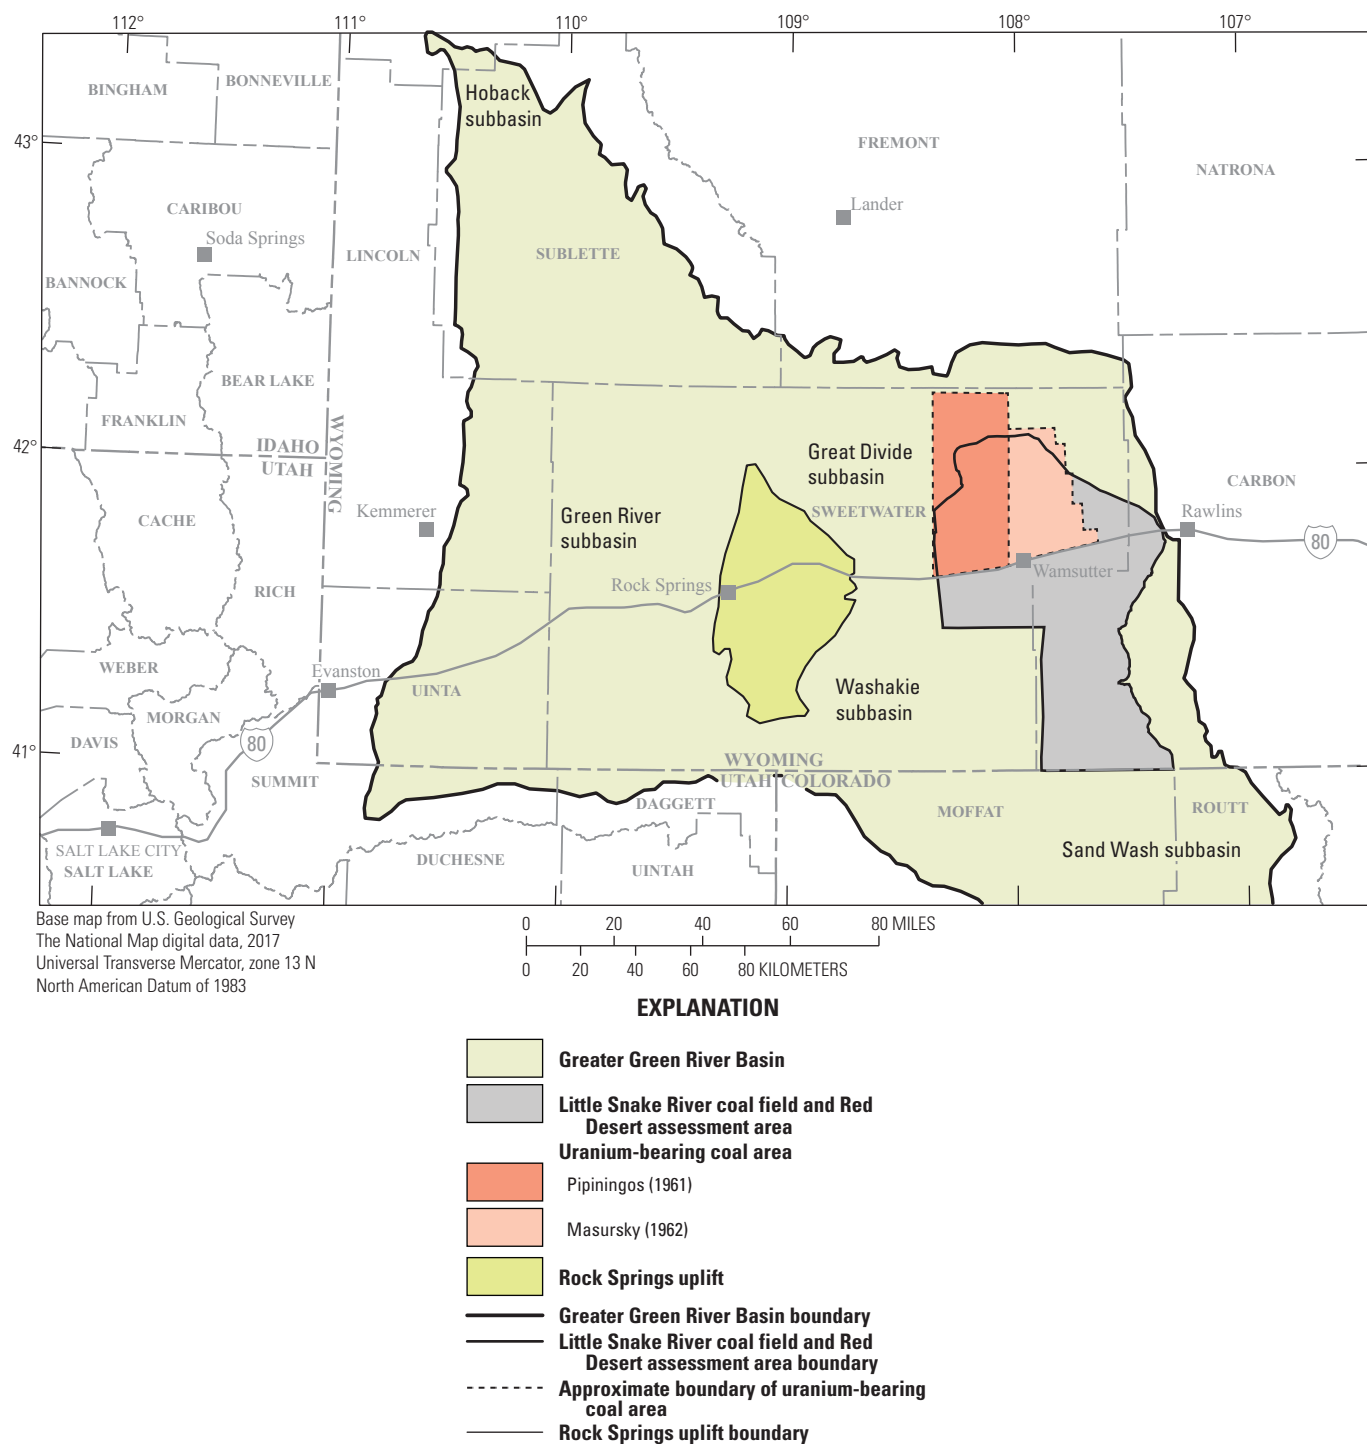 112°
111°
110°
109°
108°
107°
43°
42°
41°
BINGHAM
BONNEVILLE
Hoback
subbasin
FREMONT
NATRONA
CARIBOU
Soda Springs
Lander
LINCOLN
SUBLETTE
BANNOCK
BEAR LAKE
FRANKLIN
IDAHO
UTAH
WYOMING
Great Divide
subbasin
SWEETWATER
CARBON
Rawlins
CACHE
Kemmerer
Green River
subbasin
80
RICH
Rock Springs
Wamsutter
WEBER
Evanston
UINTA
Washakie
subbasin
MORGAN
DAVIS
80
SUMMIT
WYOMING
UTAH
COLORADO
DAGGETT
MOFFAT
ROUTT
SALT LAKE CITY
SALT LAKE
DUCHESNE
UINTAH
Sand Wash subbasin
Base map from U.S. Geological Survey
The National Map digital data, 2017
Universal Transverse Mercator, zone 13 N
North American Datum of 1983
0 20 40 60 80 MILES
0 20 40 60 80 KILOMETERS
EXPLANATION
Greater Green River Basin
Little Snake River coal field and Red
Desert assessment area
Uranium-bearing coal area
Pipiningos (1961)
Masursky (1962)
Rock Springs uplift
Greater Green River Basin boundary
Little Snake River coal field and Red
Desert assessment area boundary
Approximate boundary of uranium-bearing
coal area
Rock Springs uplift boundary